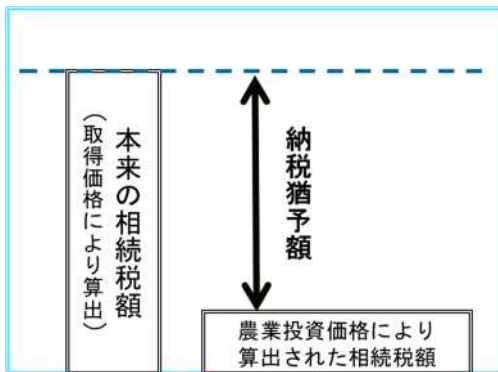 本来の相続税額
（取得価格により算出）
納税猶予額
農業投資価格により
算出された相続税額